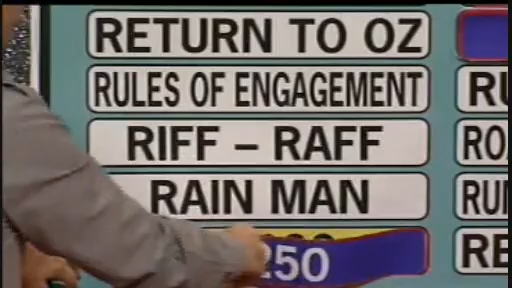 RETURN TO OZ
RULES OF ENGAGEMENT
RIFF – RAFF
RAIN MAN
250